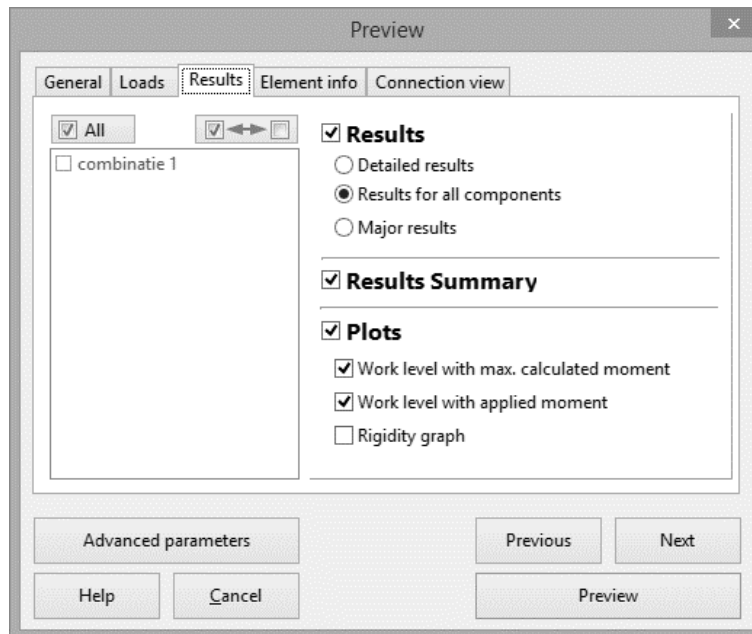 Preview
General Loads Results Element info Connection view
All
combinatie 1
Results
Detailed results
Results for all components
Major results
Results Summary
Plots
Work level with max. calculated moment
Work level with applied moment
Rigidity graph
Advanced parameters Previous Next
Help Cancel Preview